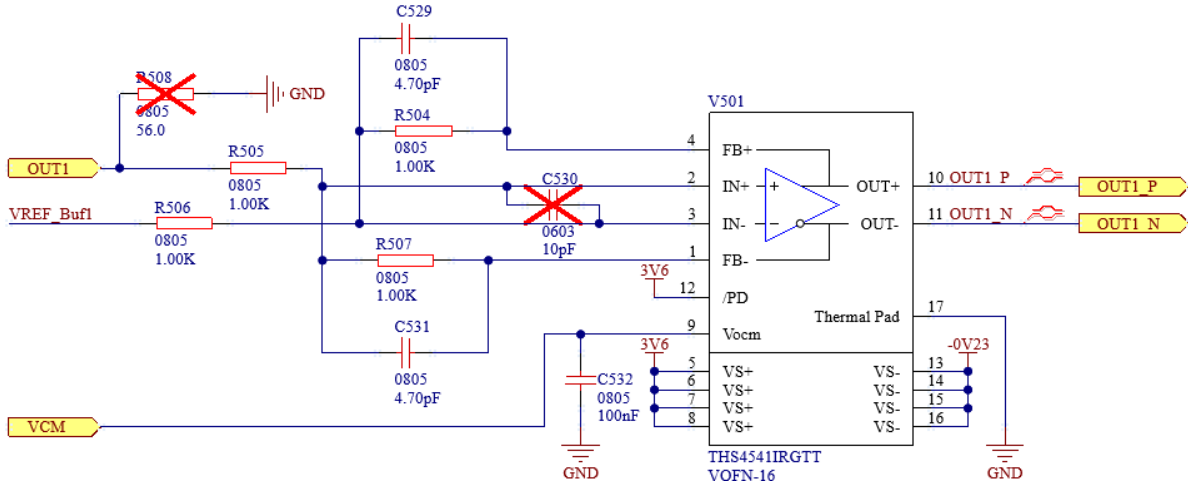 C529
0805
4.70pF
R508
0805
56.0
GND
R504
0805
1.00K
V501
OUT1
R505
0805
1.00K
C530
0603
10pF
VREF_Buf1
R506
0805
1.00K
R507
0805
1.00K
C531
0805
4.70pF
4 FB+
2 IN+ +
3 IN- -
1 FB-
3V6
12 /PD
9 Vocm
OUT+ 10 OUT1_P OUT1_P
OUT- 11 OUT1_N OUT1_N
Thermal Pad 17
3V6
5 VS+
6 VS+
7 VS+
8 VS+
-0V23
VS- 13
VS- 14
VS- 15
VS- 16
C532
0805
100nF
GND
VCM
GND
THS4541IRGTT
VQFN-16